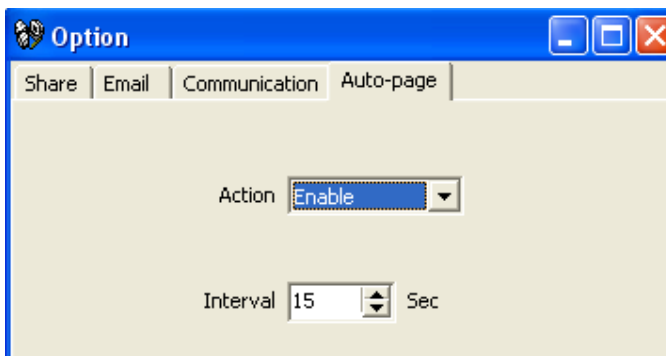 Option
Share Email Communication Auto-page
Action Enable
Interval 15 Sec